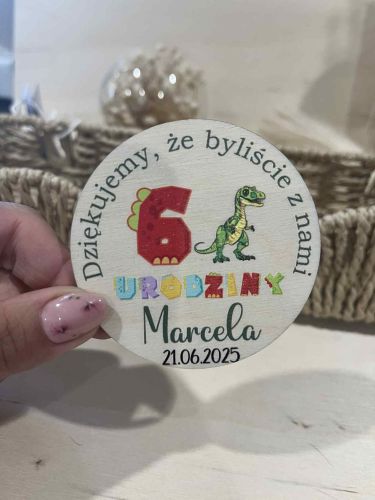 Dziękujemy, że byliście z nami
6
URODZINY
Marcela
21.06.2025